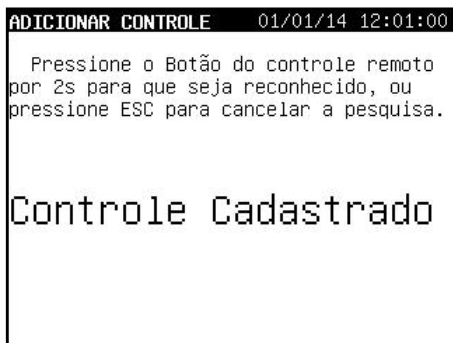 ADICIONAR CONTROLE 01/01/14 12:01:00
Pressione o Botão do controle remoto
por 2s para que seja reconhecido, ou
pressione ESC para cancelar a pesquisa.
Controle Cadastrado